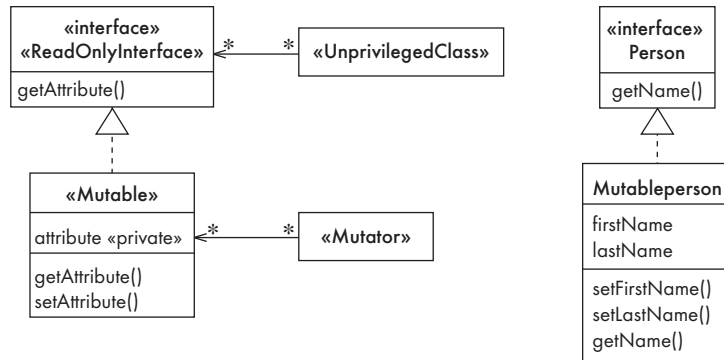 «interface»
«ReadOnlyInterface»
getAttribute()
* *
«UnprivilegedClass»
«Mutable»
attribute «private»
getAttribute()
setAttribute()
* *
«Mutator»
«interface»
Person
getName()
Mutableperson
firstName
lastName
setFirstName()
setLastName()
getName()